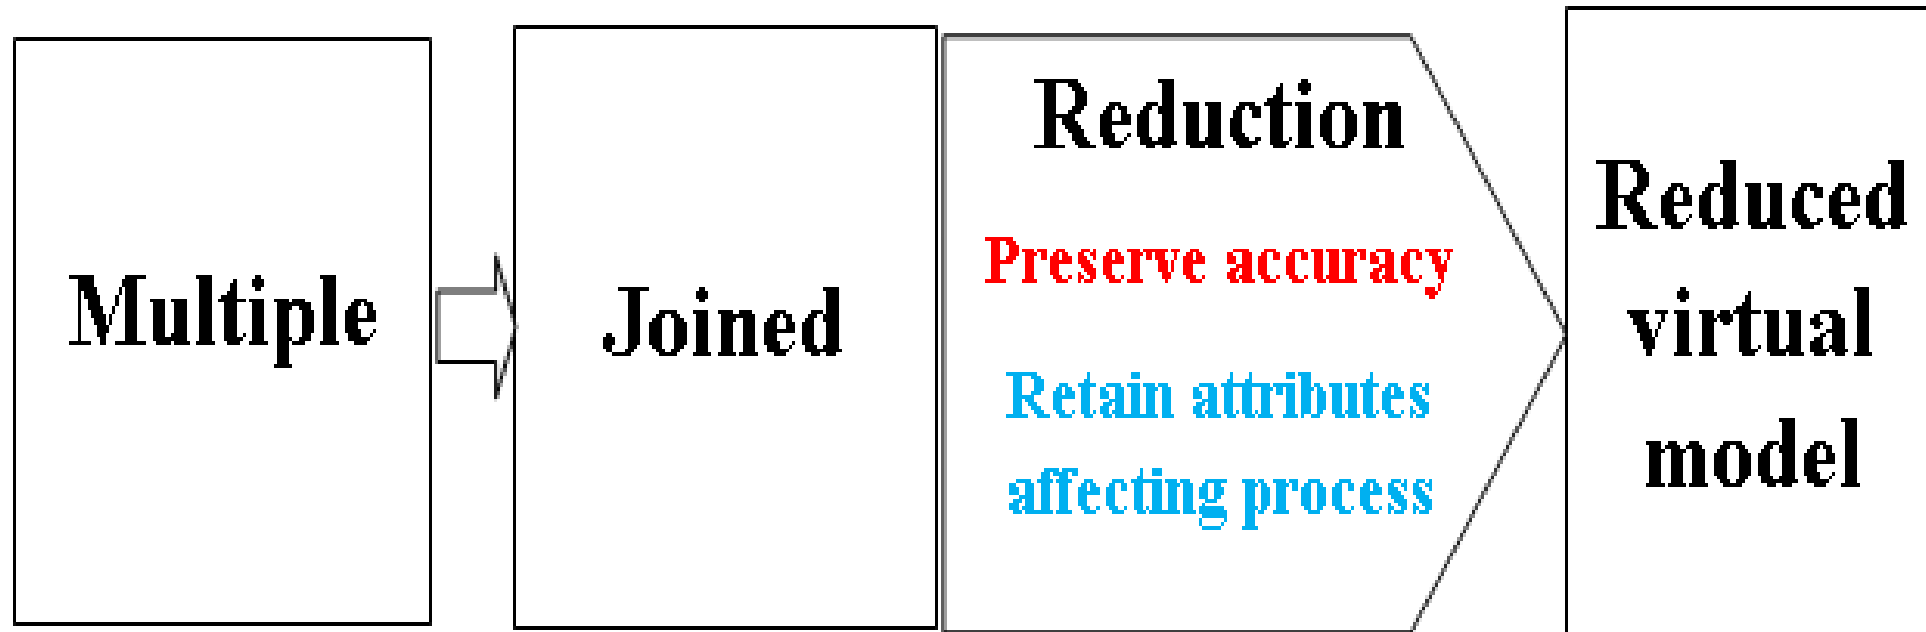 Multiple
Joined
Reduction
Preserve accuracy
Retain attributes
affecting process
Reduced
virtual
model